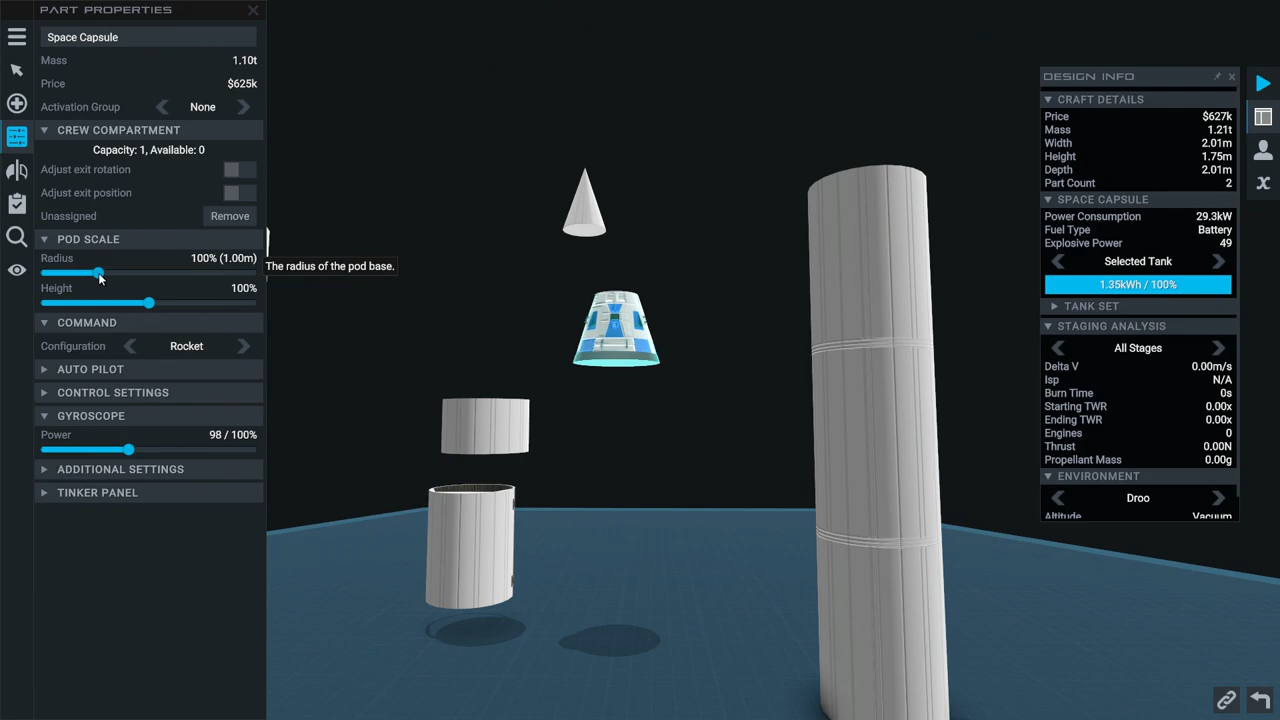 PART PROPERTIES
Space Capsule
Mass 1.10t
Price $625k
Activation Group None
CREW COMPARTMENT
Capacity: 1, Available: 0
Adjust exit rotation
Adjust exit position
Unassigned Remove
POD SCALE
Radius 100% (1.00m)
The radius of the pod base.
Height 100%
COMMAND
Configuration Rocket
AUTO PILOT
CONTROL SETTINGS
GYROSCOPE
Power 98 / 100%
ADDITIONAL SETTINGS
TINKER PANEL
DESIGN INFO
CRAFT DETAILS
Price $627k
Mass 1.21t
Width 2.01m
Height 1.75m
Depth 2.01m
Part Count 2
SPACE CAPSULE
Power Consumption 29.3kW
Fuel Type Battery
Explosive Power 49
Selected Tank
1.35kWh / 100%
TANK SET
STAGING ANALYSIS
All Stages
Delta V 0.00m/s
Isp N/A
Burn Time 0s
Starting TWR 0.00x
Ending TWR 0.00x
Engines 0
Thrust 0.00N
Propellant Mass 0.00g
ENVIRONMENT
Droo
Altitude Vacuum